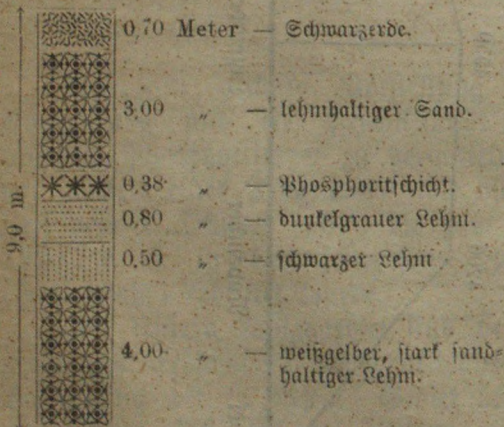 0,70 Meter — Schwarzerde.
3,00 „ — lehmhaltiger Sand.
0,38 „ — Phosphoritschicht.
0,80 „ — dunkelgrauer Lehm.
0,50 „ — schwarzer Lehm
4,00 „ — weißgelber, stark sand-
haltiger Lehm.
9,0 m.